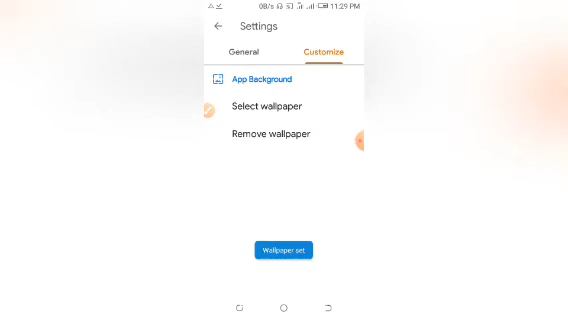 0B/s 11:29 PM
Settings
General Customize
App Background
Select wallpaper
Remove wallpaper
Wallpaper set